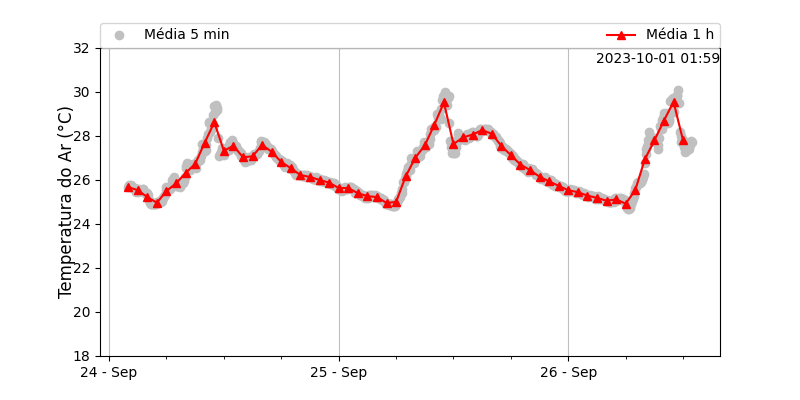 Média 5 min
Média 1 h
2023-10-01 01:59
Temperatura do Ar (°C)
32
30
28
26
24
22
20
18
24 - Sep
25 - Sep
26 - Sep